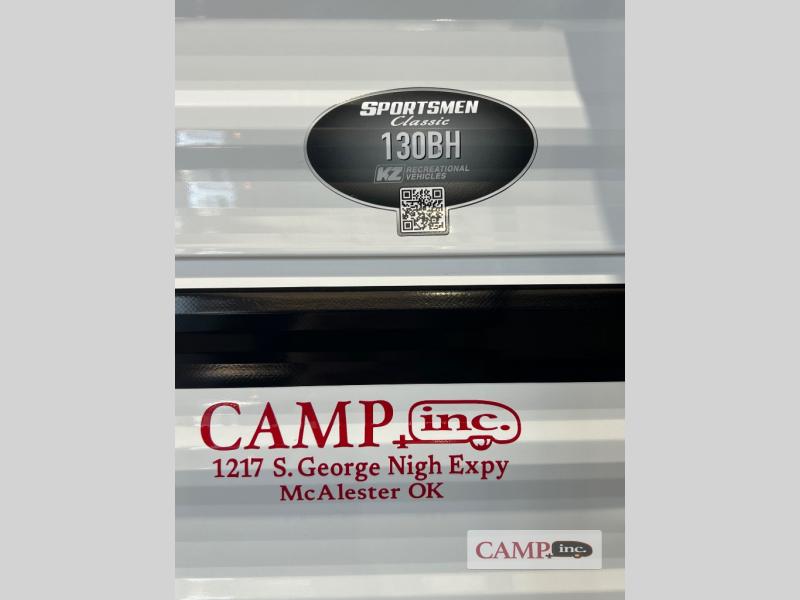 SPORTSMEN
Classic
130BH
KZ RECREATIONAL
VEHICLES
CAMP inc.
1217 S. George Nigh Expy
McAlester OK
CAMP inc.